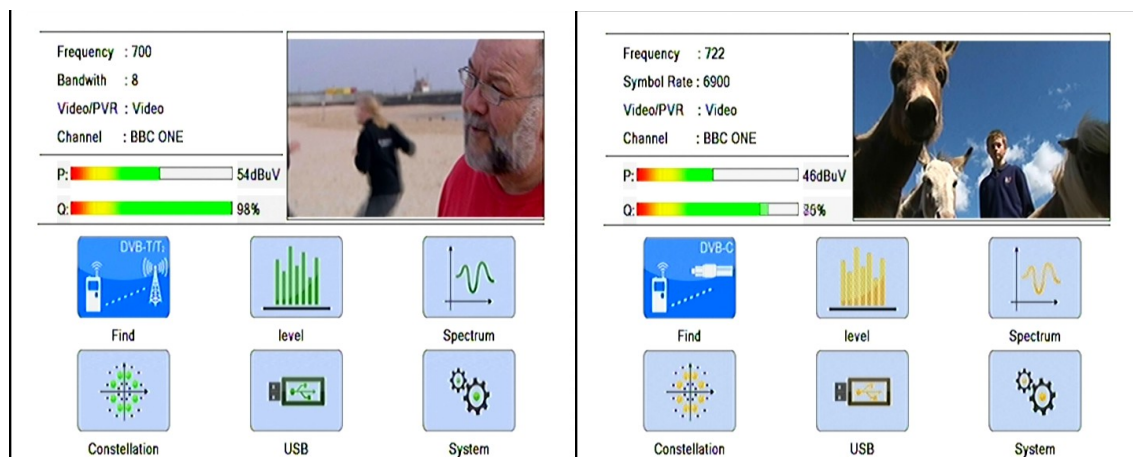 Frequency : 700
Bandwith : 8
Video/PVR : Video
Channel : BBC ONE
P: 54dBuV
Q: 98%
DVB-T/T2
Find
level
Spectrum
Constellation
USB
System
Frequency : 722
Symbol Rate : 6900
Video/PVR : Video
Channel : BBC ONE
P: 46dBuV
Q:
DVB-C
Find
level
Spectrum
Constellation
USB
System